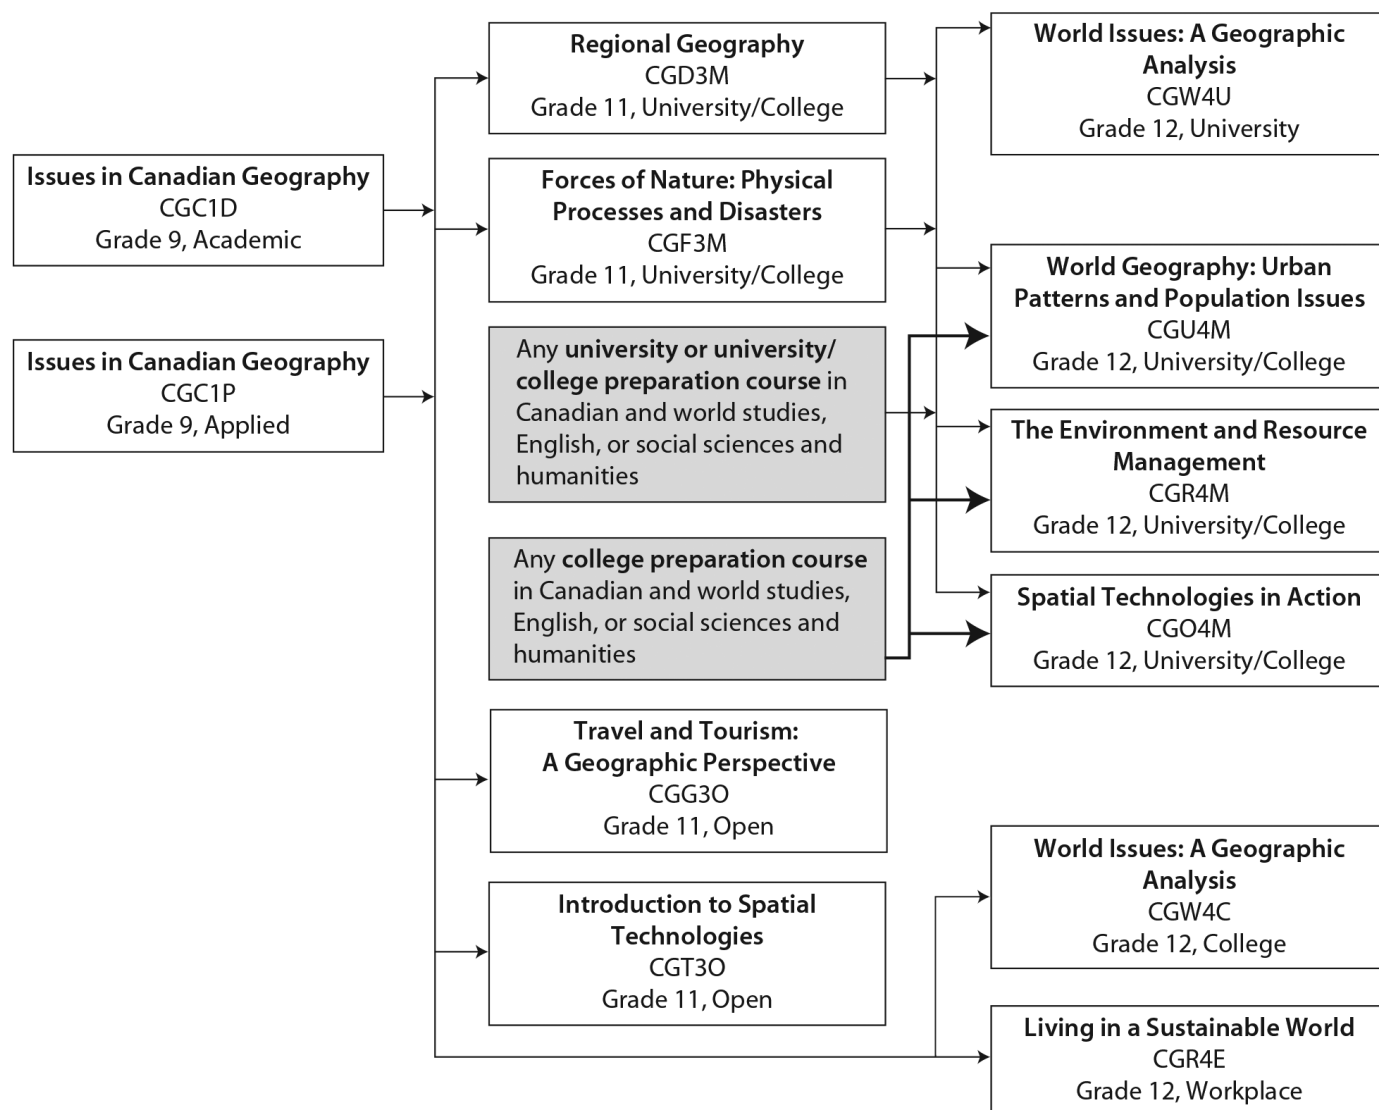 Issues in Canadian Geography
CGC1D
Grade 9, Academic
Issues in Canadian Geography
CGC1P
Grade 9, Applied
Regional Geography
CGD3M
Grade 11, University/College
Forces of Nature: Physical
Processes and Disasters
CGF3M
Grade 11, University/College
Any university or university/
college preparation course in
Canadian and world studies,
English, or social sciences and
humanities
Any college preparation course
in Canadian and world studies,
English, or social sciences and
humanities
Travel and Tourism:
A Geographic Perspective
CGG3O
Grade 11, Open
Introduction to Spatial
Technologies
CGT3O
Grade 11, Open
World Issues: A Geographic
Analysis
CGW4U
Grade 12, University
World Geography: Urban
Patterns and Population Issues
CGU4M
Grade 12, University/College
The Environment and Resource
Management
CGR4M
Grade 12, University/College
Spatial Technologies in Action
CGO4M
Grade 12, University/College
World Issues: A Geographic
Analysis
CGW4C
Grade 12, College
Living in a Sustainable World
CGR4E
Grade 12, Workplace